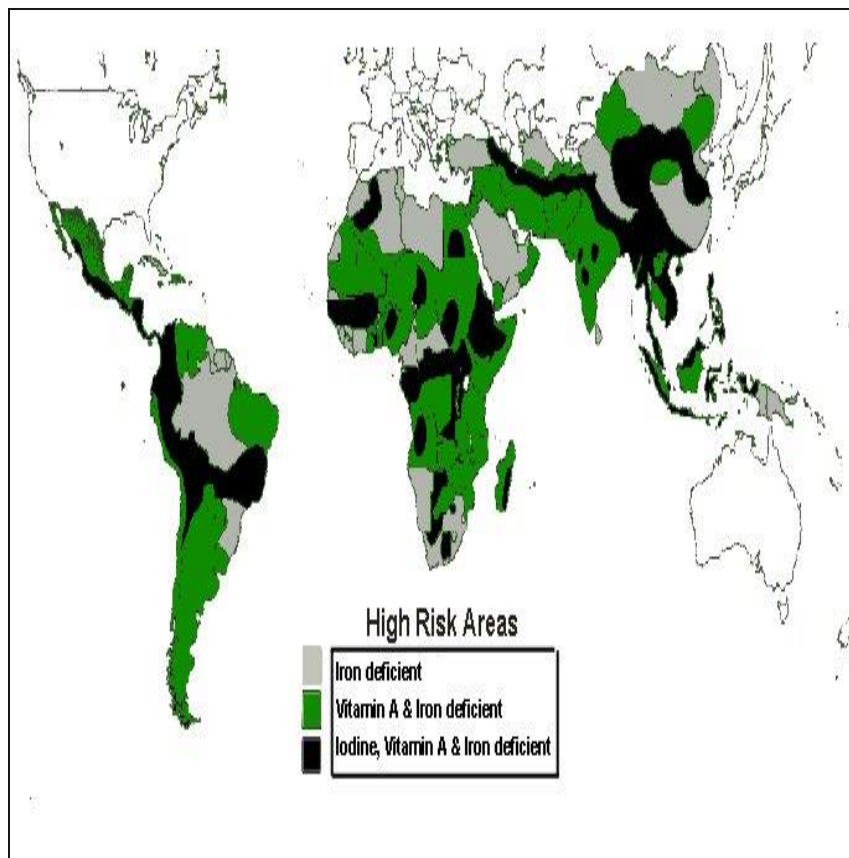 High Risk Areas
Iron deficient
Vitamin A & Iron deficient
Iodine, Vitamin A & Iron deficient